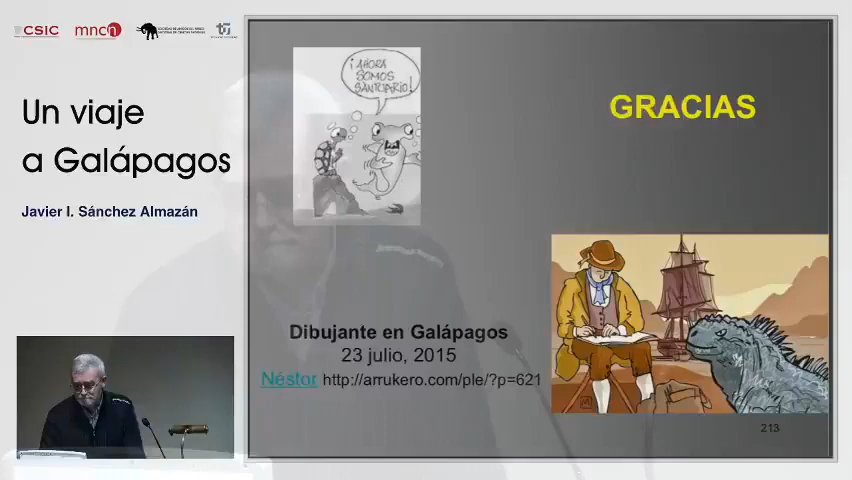 CSIC
mncn
Un viaje
a Galápagos
Javier I. Sánchez Almazán
¡AHORA
SOMOS
SANTUARIO!
GRACIAS
Dibujante en Galápagos
23 julio, 2015
Néstor http://arrukero.com/ple/?p=621
213